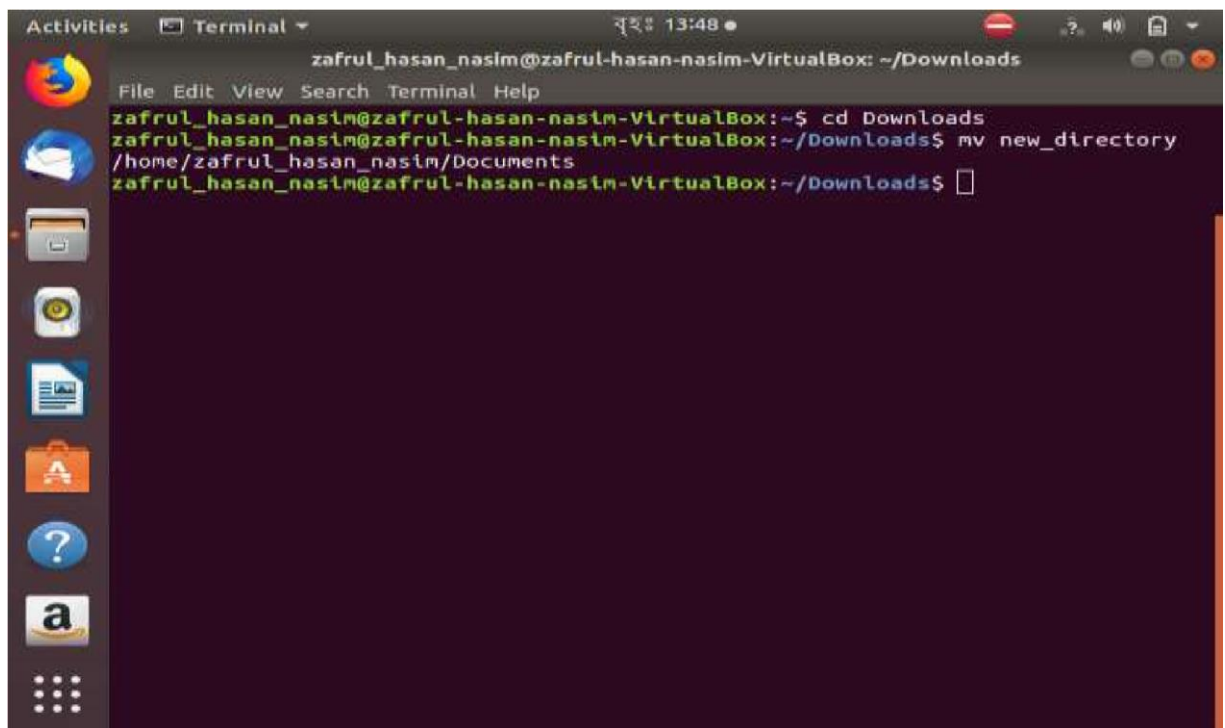 Activities Terminal বৃহঃ 13:48
zafrul_hasan_nasim@zafrul-hasan-nasim-VirtualBox: ~/Downloads
File Edit View Search Terminal Help
zafrul_hasan_nasim@zafrul-hasan-nasim-VirtualBox:~$ cd Downloads
zafrul_hasan_nasim@zafrul-hasan-nasim-VirtualBox:~/Downloads$ mv new_directory
/home/zafrul_hasan_nasim/Documents
zafrul_hasan_nasim@zafrul-hasan-nasim-VirtualBox:~/Downloads$